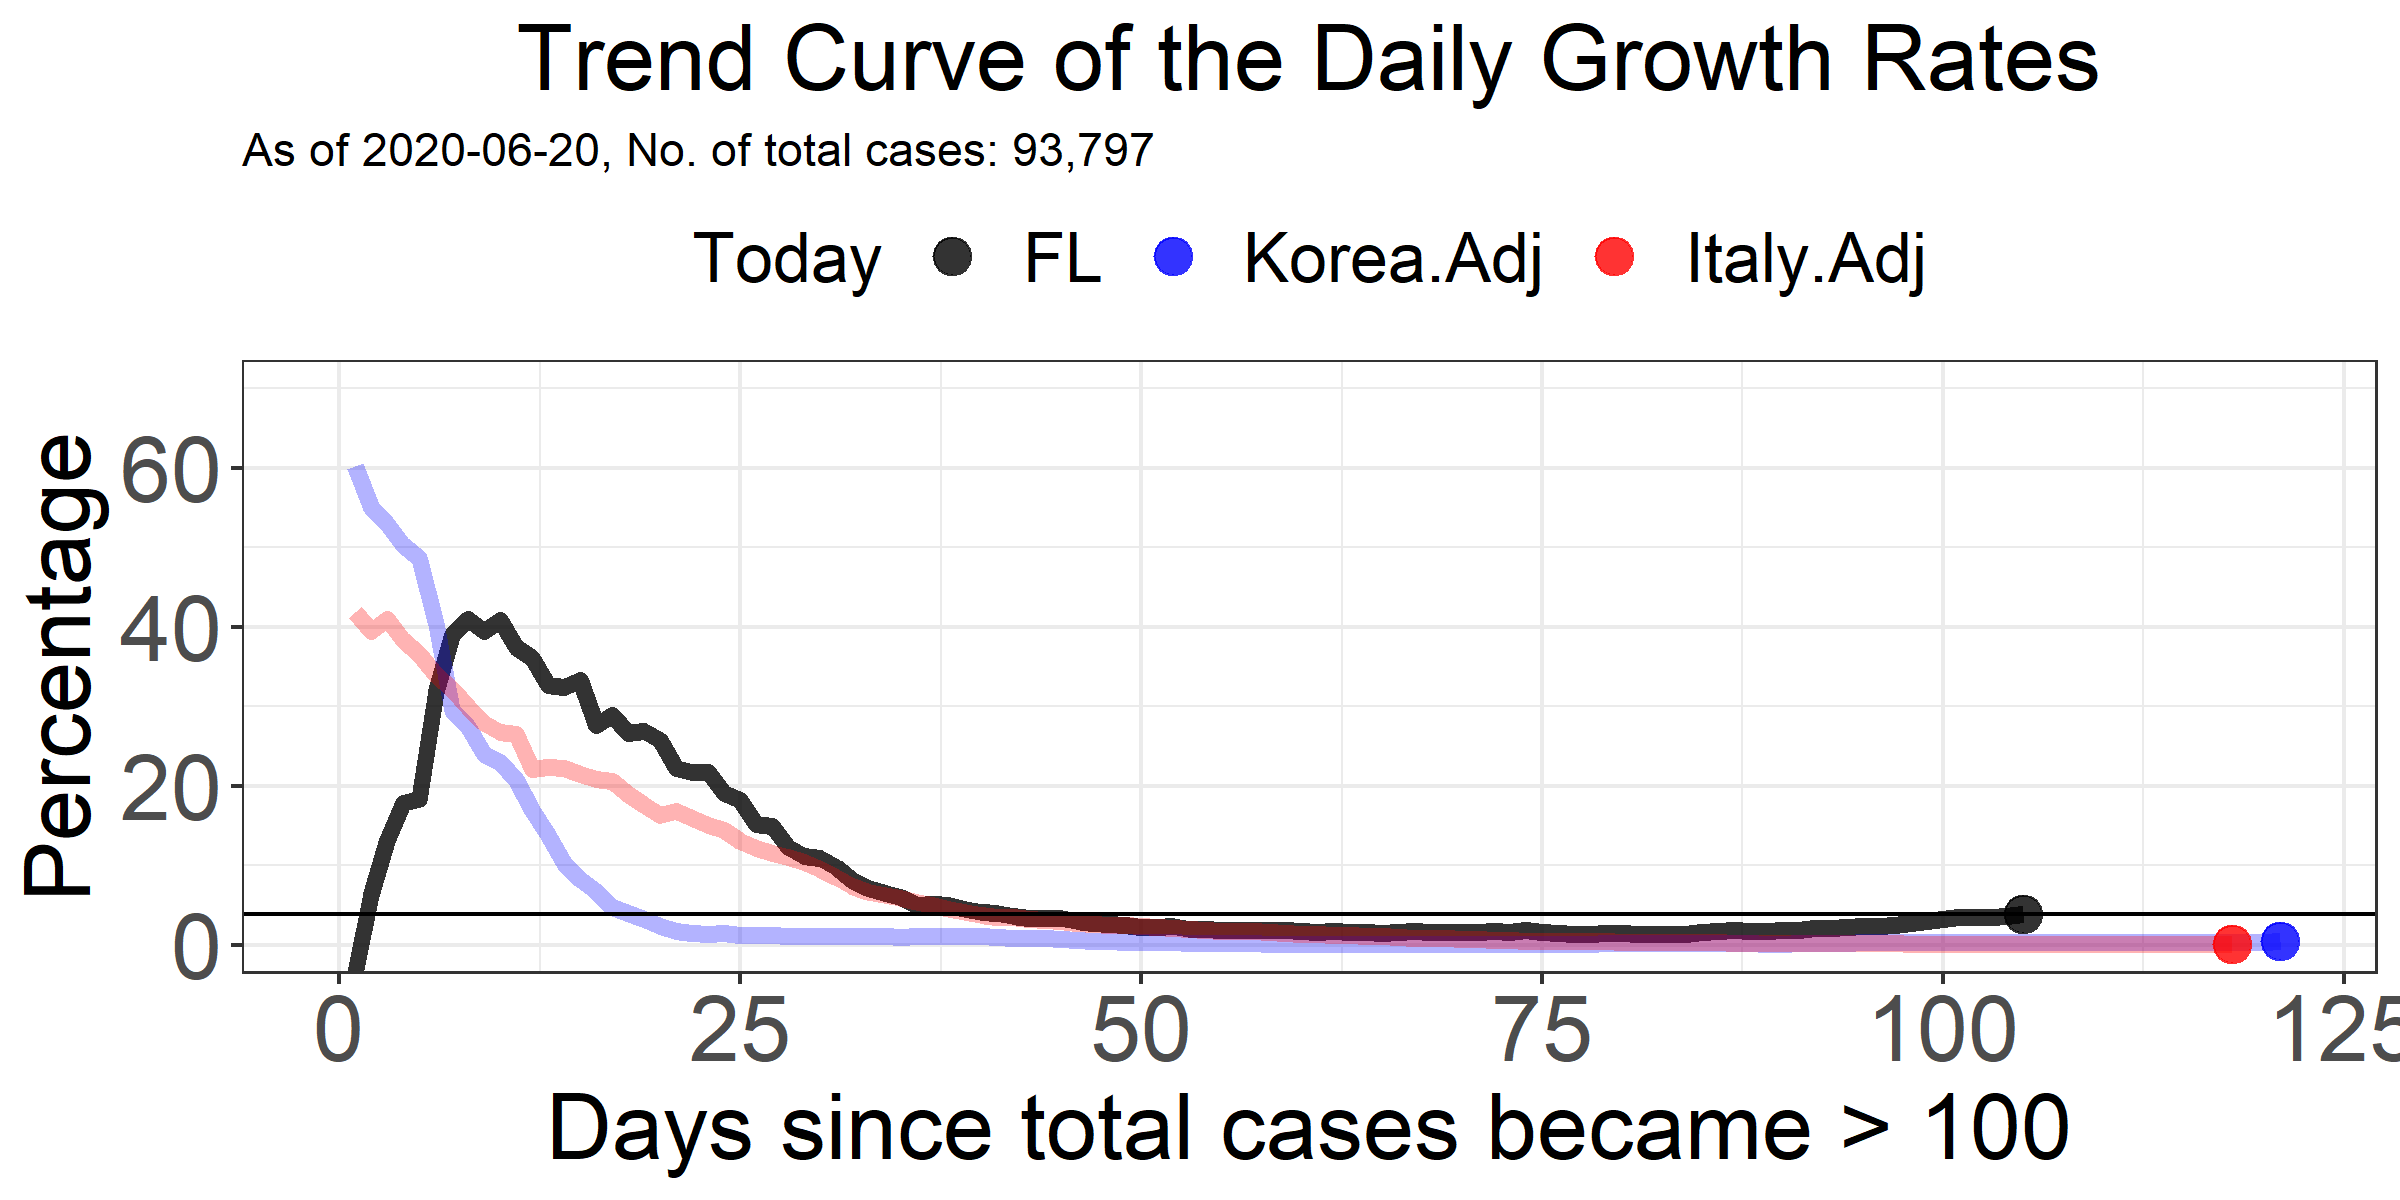 Trend Curve of the Daily Growth Rates
As of 2020-06-20, No. of total cases: 93,797
Today FL Korea.Adj Italy.Adj
Percentage
60
40
20
0
0 25 50 75 100 125
Days since total cases became > 100